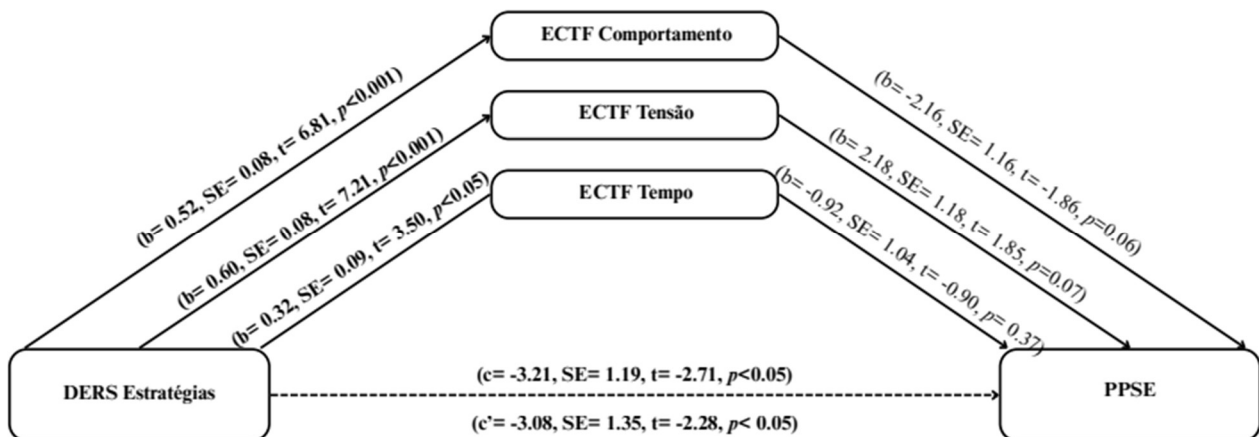 ECTF Comportamento
(b= 0.52, SE= 0.08, t= 6.81, p<0.001)
(b= -2.16, SE= 1.16, t= -1.86, p=0.06)
ECTF Tensão
(b= 0.60, SE= 0.08, t= 7.21, p<0.001)
(b= 2.18, SE= 1.18, t= 1.85, p=0.07)
ECTF Tempo
(b= 0.32, SE= 0.09, t= 3.50, p<0.05)
(b= -0.92, SE= 1.04, t= -0.90, p= 0.37)
DERS Estratégias
(c= -3.21, SE= 1.19, t= -2.71, p<0.05)
(c’= -3.08, SE= 1.35, t= -2.28, p< 0.05)
PPSE